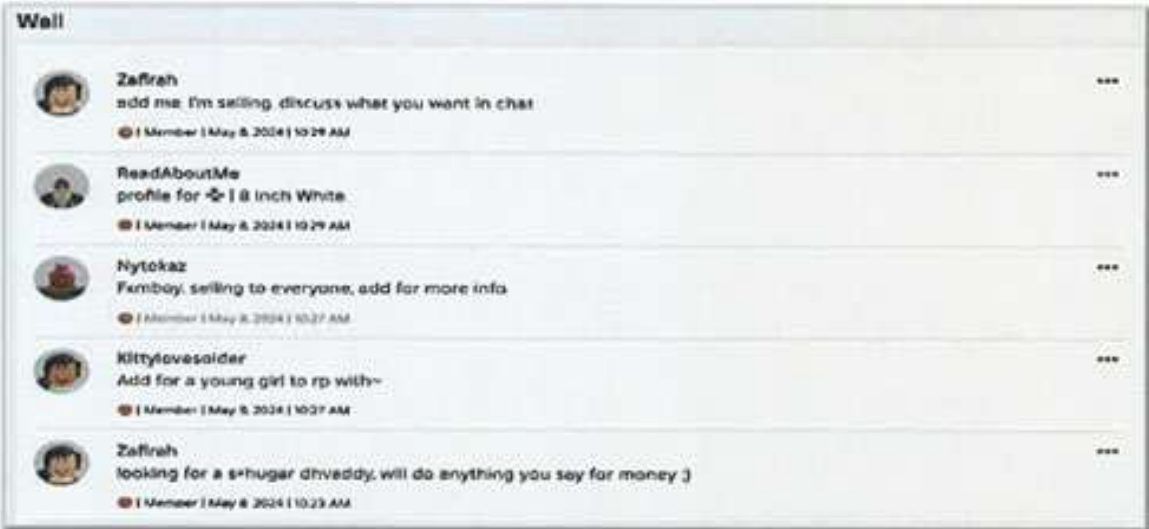 Wall
Zafirah
add me. I'm selling. discuss what you want in chat
| Member | May 8, 2024 | 10:29 AM
ReadAboutMe
profile for | 8 inch White
| Member | May 8, 2024 | 10:29 AM
Nytokaz
Fxmboy. selling to everyone, add for more info
| Member | May 8, 2024 | 10:27 AM
Add for a young girl to rp with~
| Member | May 8, 2024 | 10:27 AM
Zafirah
looking for a s+hugar dhvaddy, will do anything you say for money ;)
| Member | May 8, 2024 | 10:23 AM